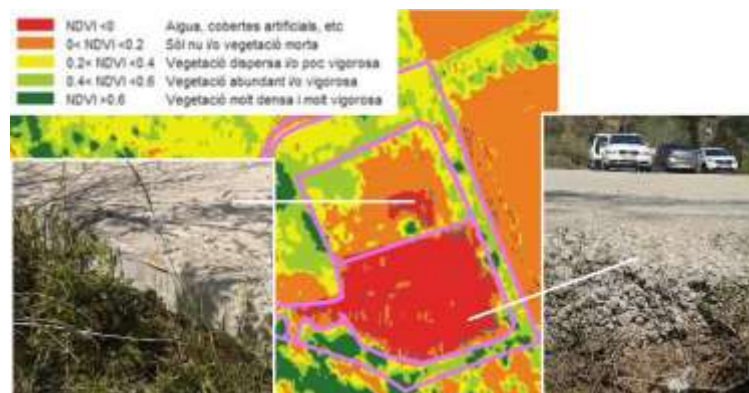 NDVI <0 Aigua, cobertes artificials, etc
0< NDVI <0.2 Sòl nu i/o vegetació morta
0.2< NDVI <0.4 Vegetació dispersa i/o poc vigorosa
0.4< NDVI <0.6 Vegetació abundant i/o vigorosa
NDVI >0.6 Vegetació molt densa i molt vigorosa